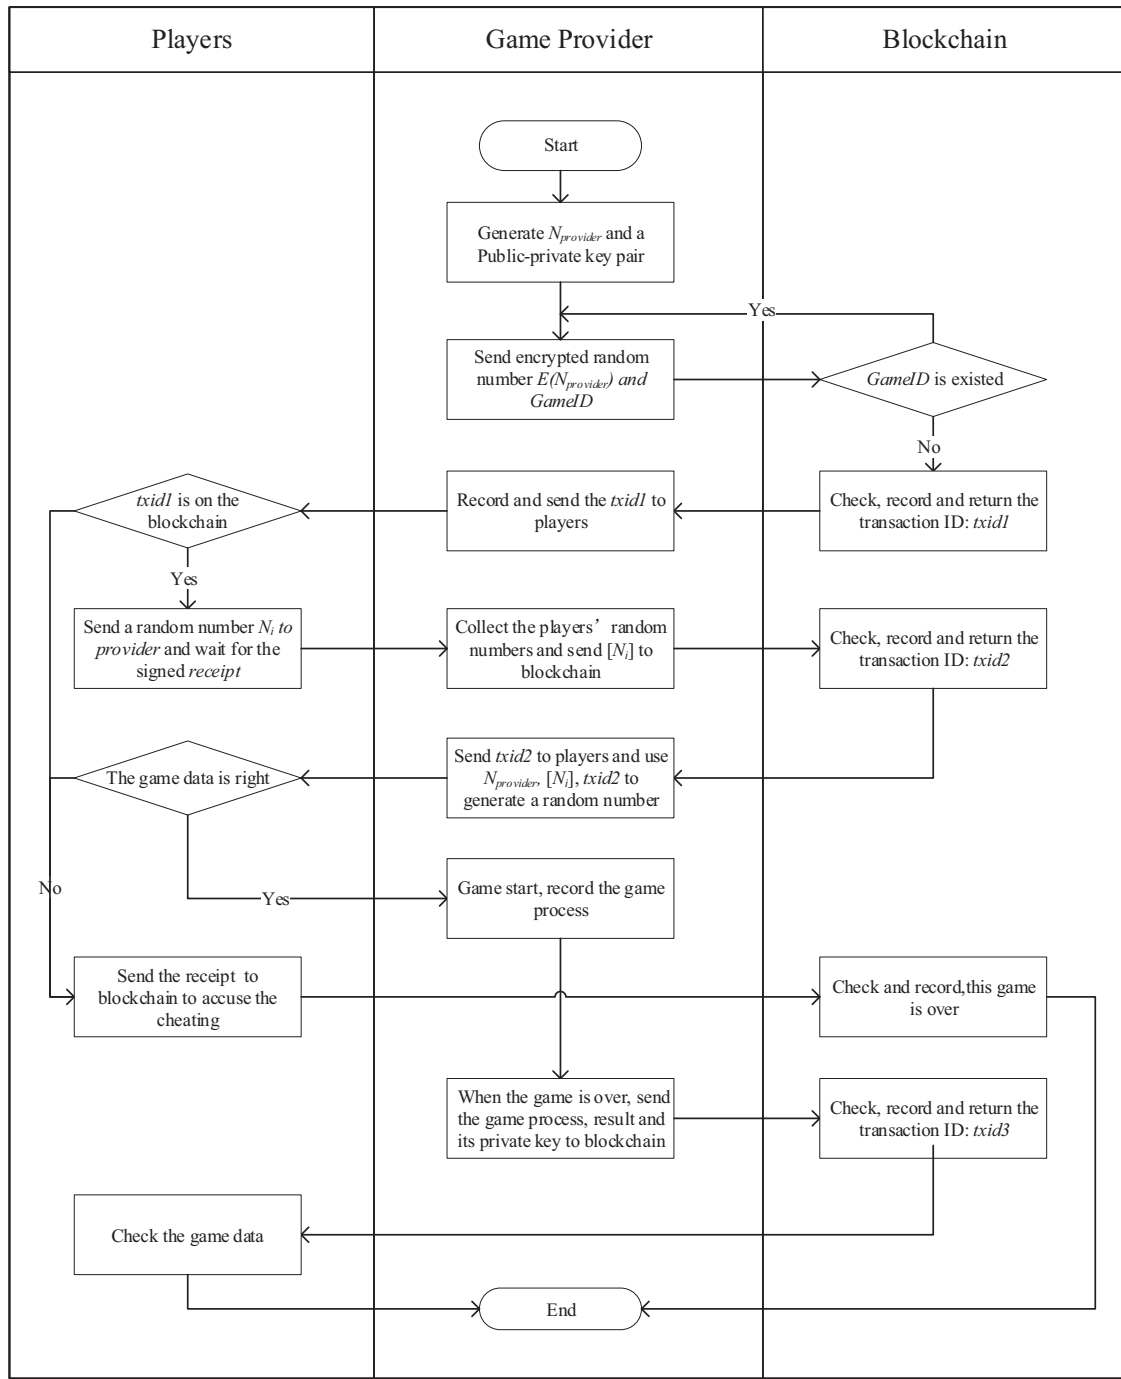 Players
Game Provider
Blockchain
Start
Generate Nprovider and a
Public-private key pair
Yes
Send encrypted random
number E(Nprovider) and
GameID
GameID is existed
No
txid1 is on the
blockchain
Record and send the txid1 to
players
Check, record and return the
transaction ID: txid1
Yes
Send a random number Ni to
provider and wait for the
signed receipt
Collect the players’ random
numbers and send [Ni] to
blockchain
Check, record and return the
transaction ID: txid2
The game data is right
Send txid2 to players and use
Nprovider, [Ni], txid2 to
generate a random number
No
Yes
Game start, record the game
process
Send the receipt to
blockchain to accuse the
cheating
Check and record,this game
is over
When the game is over, send
the game process, result and
its private key to blockchain
Check, record and return the
transaction ID: txid3
Check the game data
End